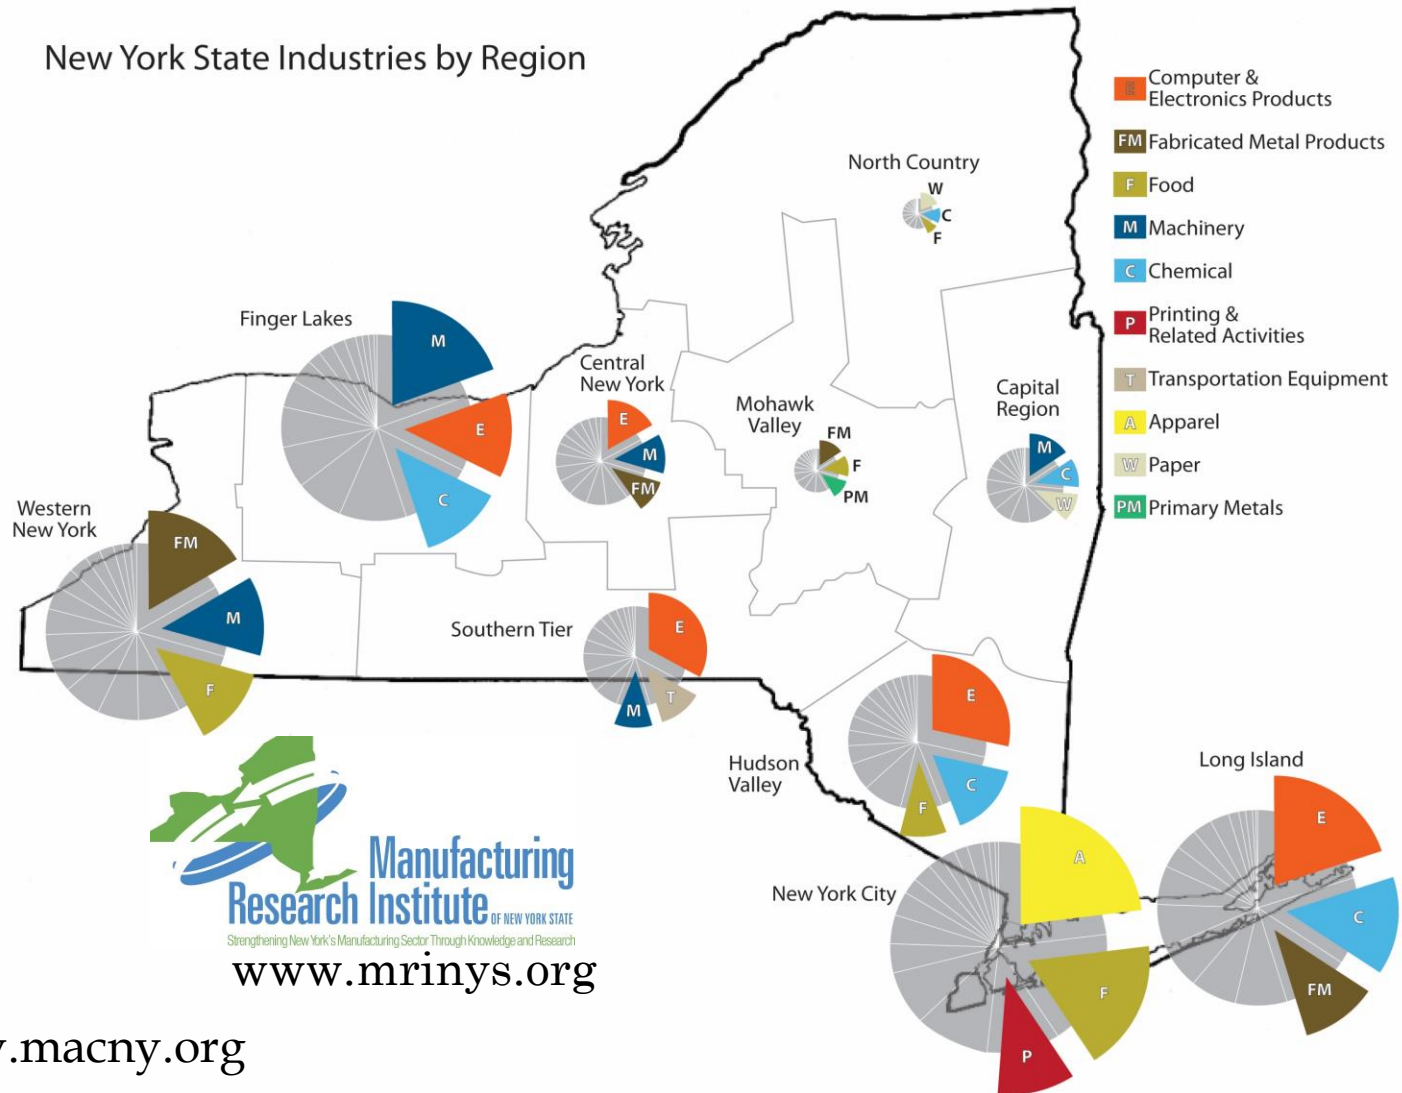 New York State Industries by Region
E Computer &
Electronics Products
FM Fabricated Metal Products
F Food
M Machinery
C Chemical
P Printing &
Related Activities
T Transportation Equipment
A Apparel
W Paper
PM Primary Metals
North Country
W
C
F
Finger Lakes
M
E
C
Central
New York
E
M
FM
Mohawk
Valley
FM
F
PM
Capital
Region
M
C
W
Western
New York
FM
M
F
Southern Tier
E
T
M
Hudson
Valley
E
C
F
Long Island
E
C
FM
New York City
A
F
P
Manufacturing
Research Institute OF NEW YORK STATE
Strengthening New York's Manufacturing Sector Through Knowledge and Research
www.mrinys.org
.macny.org